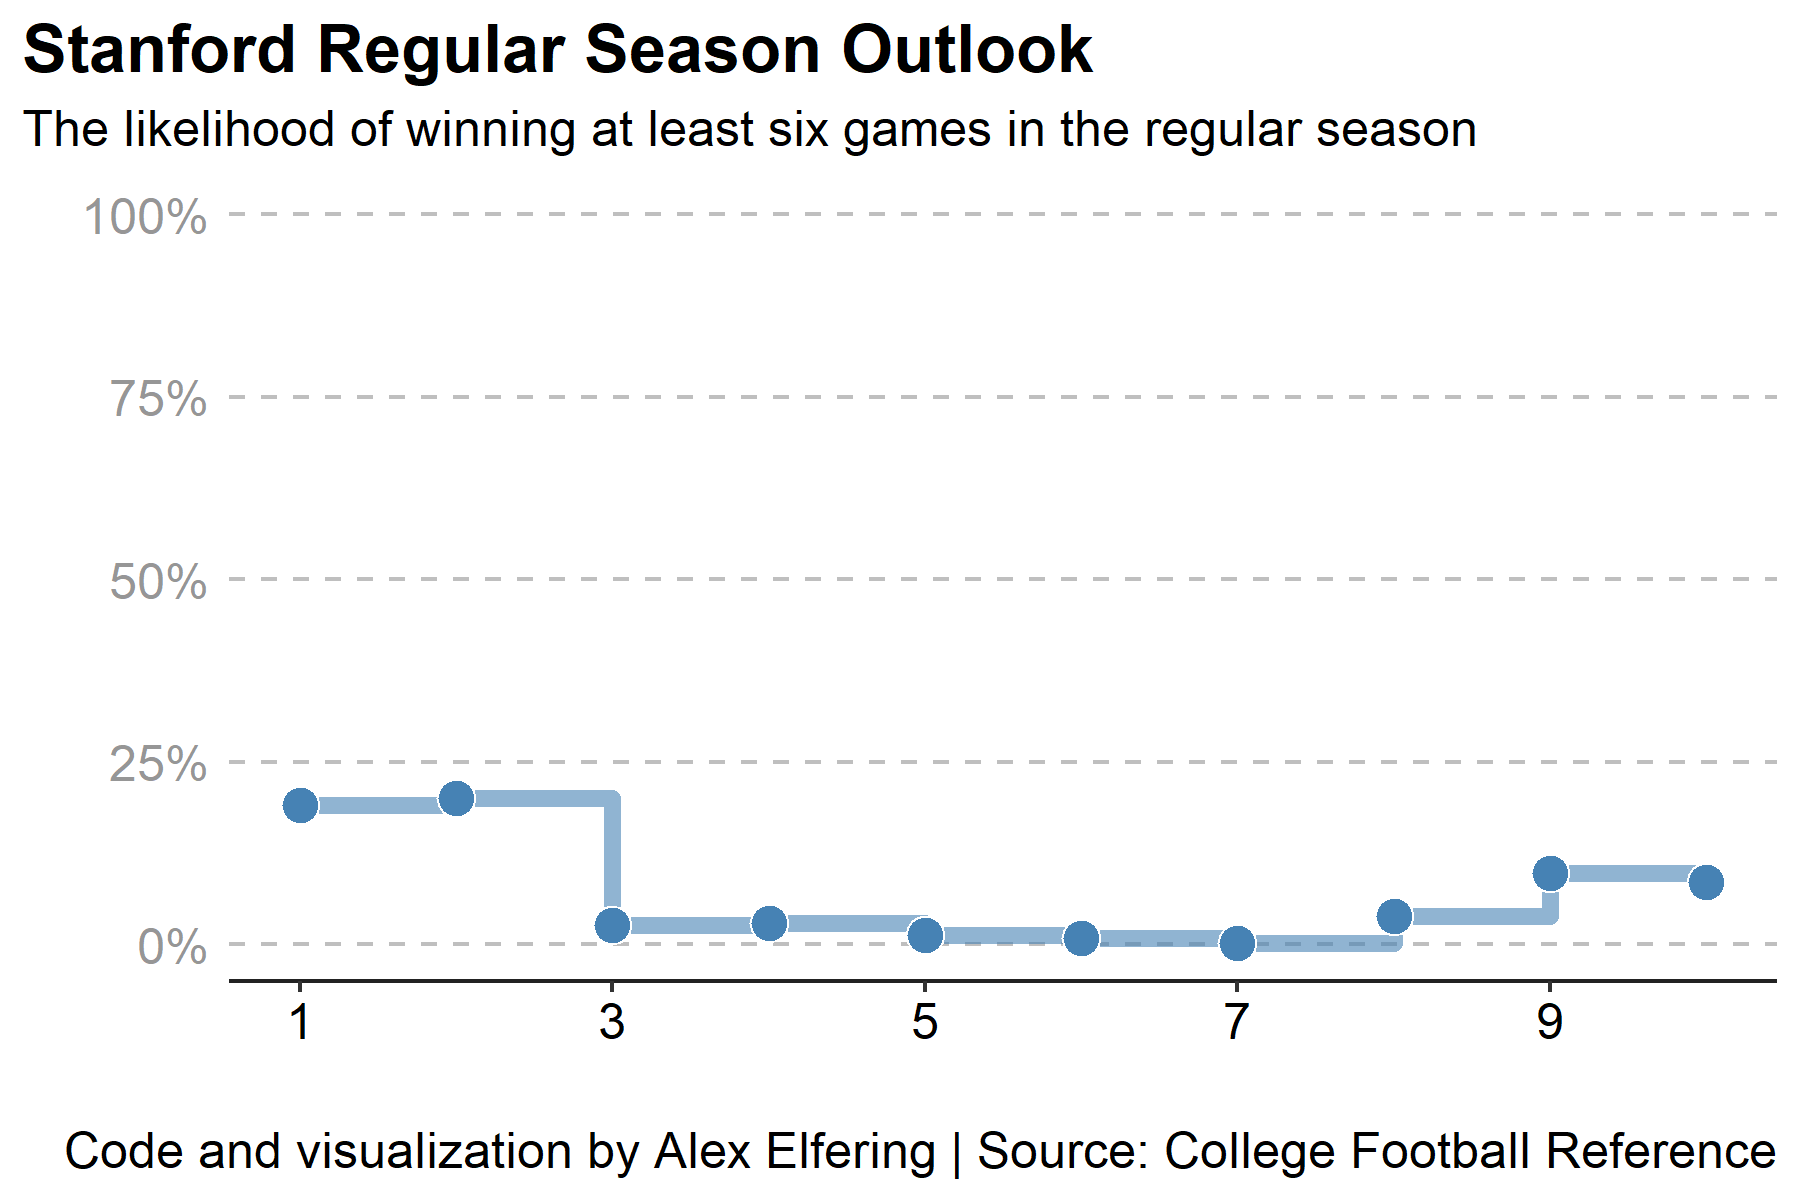 Stanford Regular Season Outlook
The likelihood of winning at least six games in the regular season
100%
75%
50%
25%
0%
1 3 5 7 9
Code and visualization by Alex Elfering | Source: College Football Reference